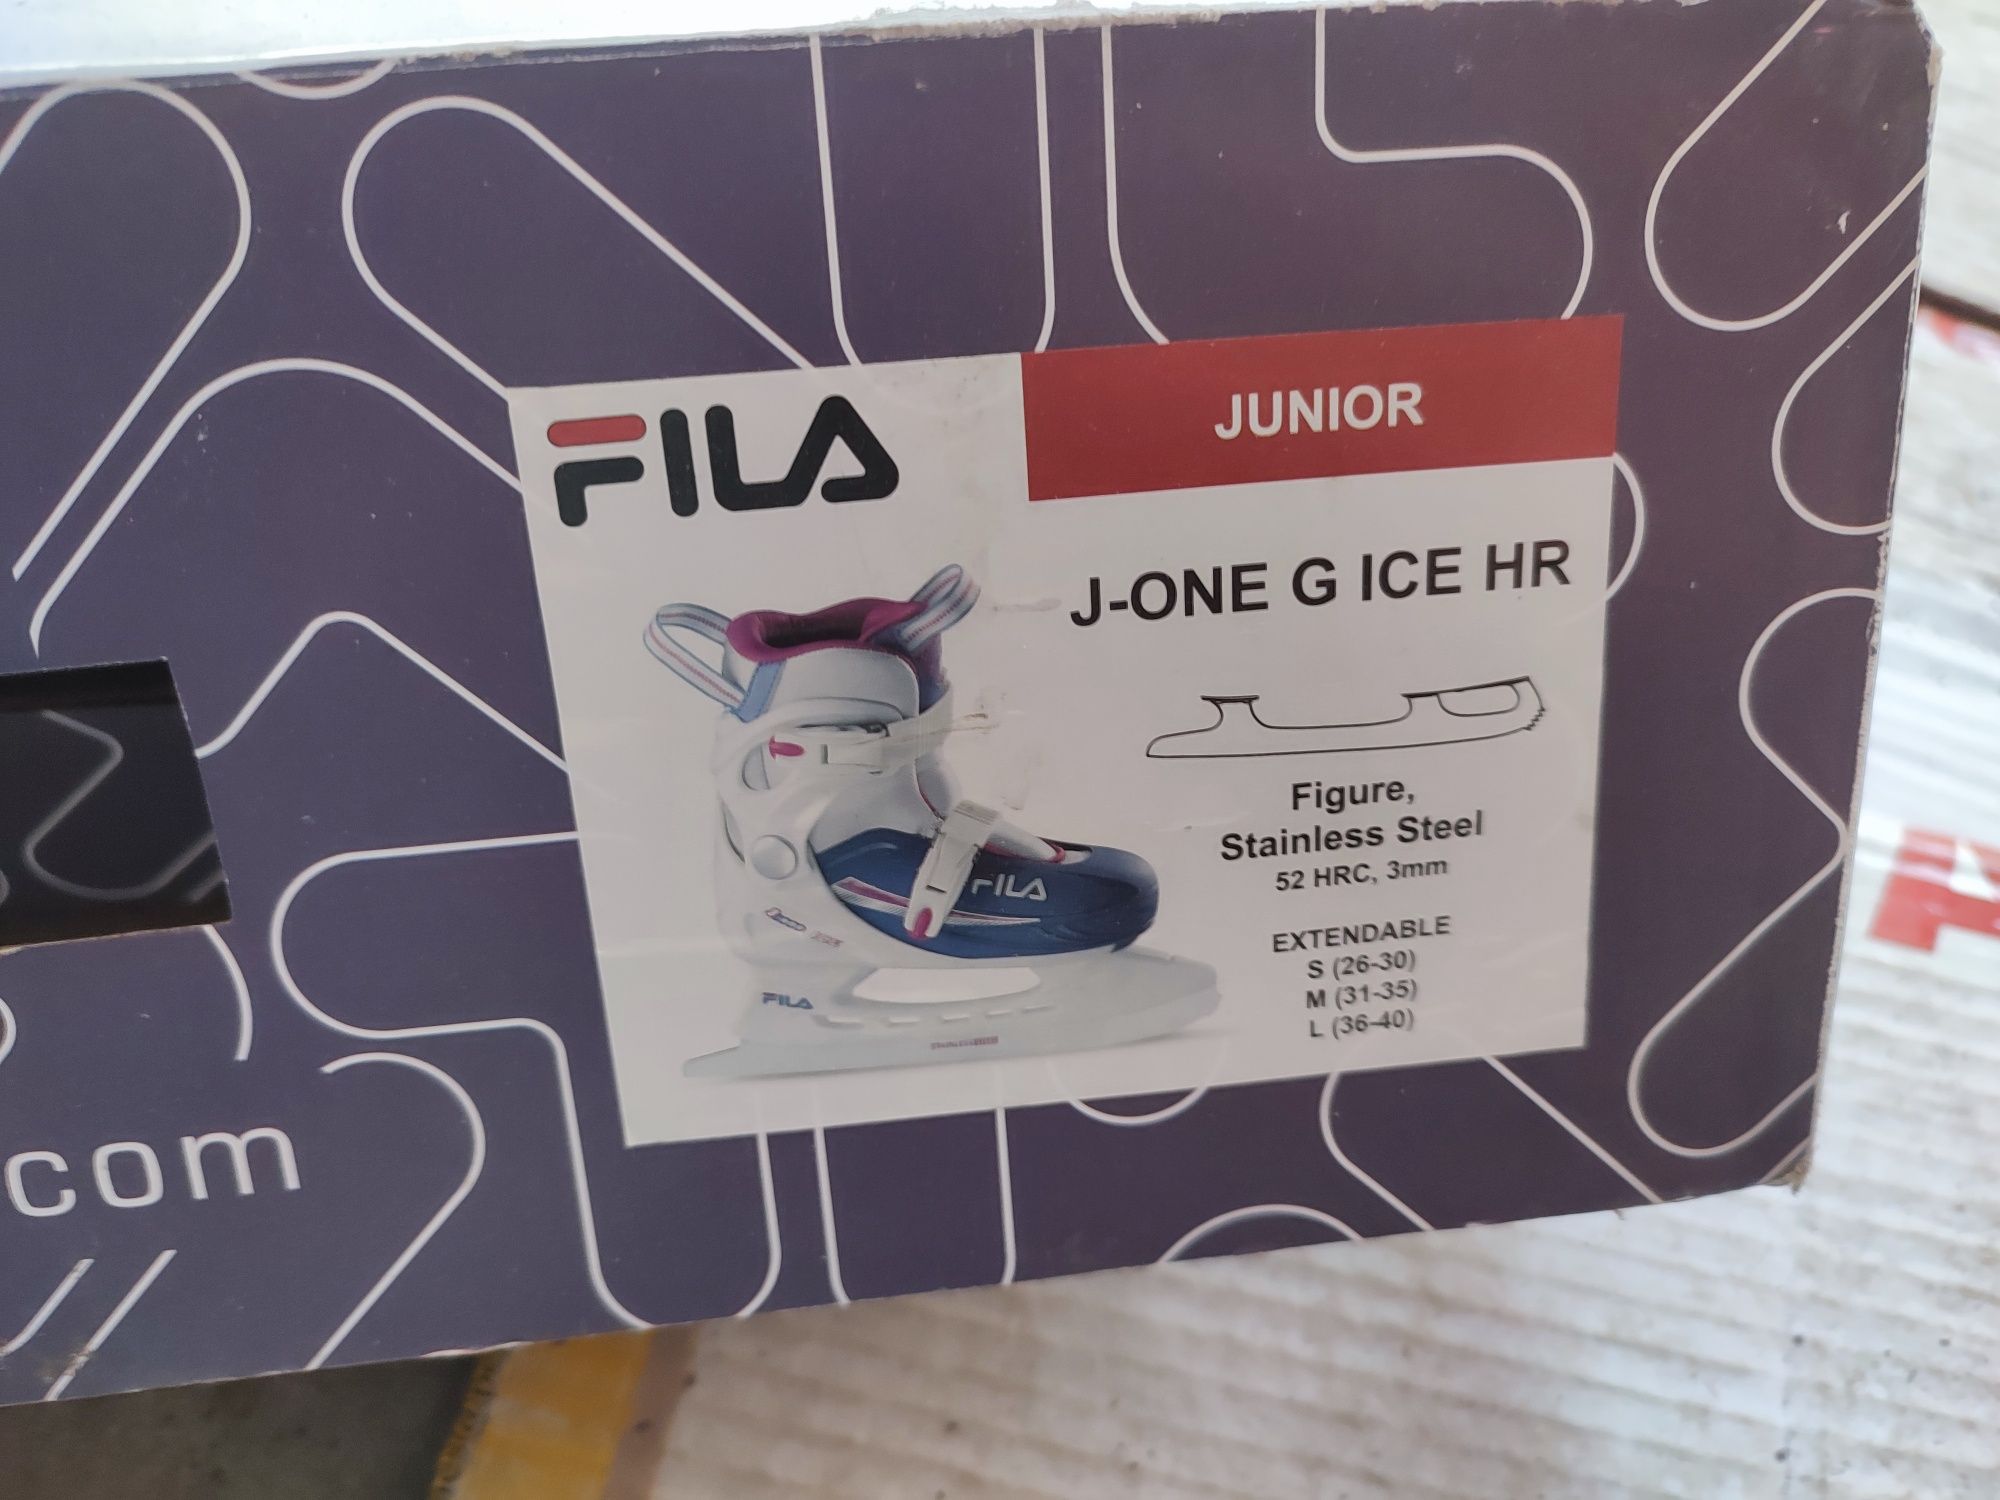 FILA
JUNIOR
J-ONE G ICE HR
Figure,
Stainless Steel
52 HRC, 3mm
EXTENDABLE
S (26-30)
M (31-35)
L (36-40)
FILA
FILA
com